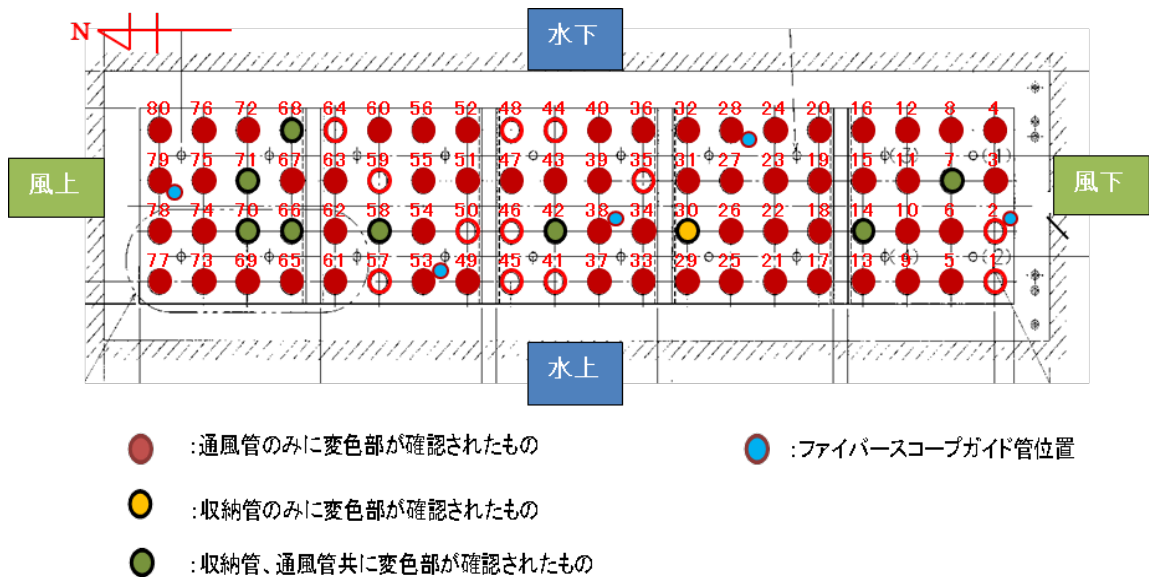 N
水下
80 76 72 68 64 60 56 52 48 44 40 36 32 28 24 20 16 12 8 4
79 75 71 67 63 59 55 51 47 43 39 35 31 27 23 19 15 11 7 3
風上
風下
78 74 70 66 62 58 54 50 46 42 38 34 30 26 22 18 14 10 6 2
77 73 69 65 61 57 53 49 45 41 37 33 29 25 21 17 13 9 5 1
水上
:通風管のみに変色部が確認されたもの
:ファイバースコープガイド管位置
:収納管のみに変色部が確認されたもの
:収納管、通風管共に変色部が確認されたもの